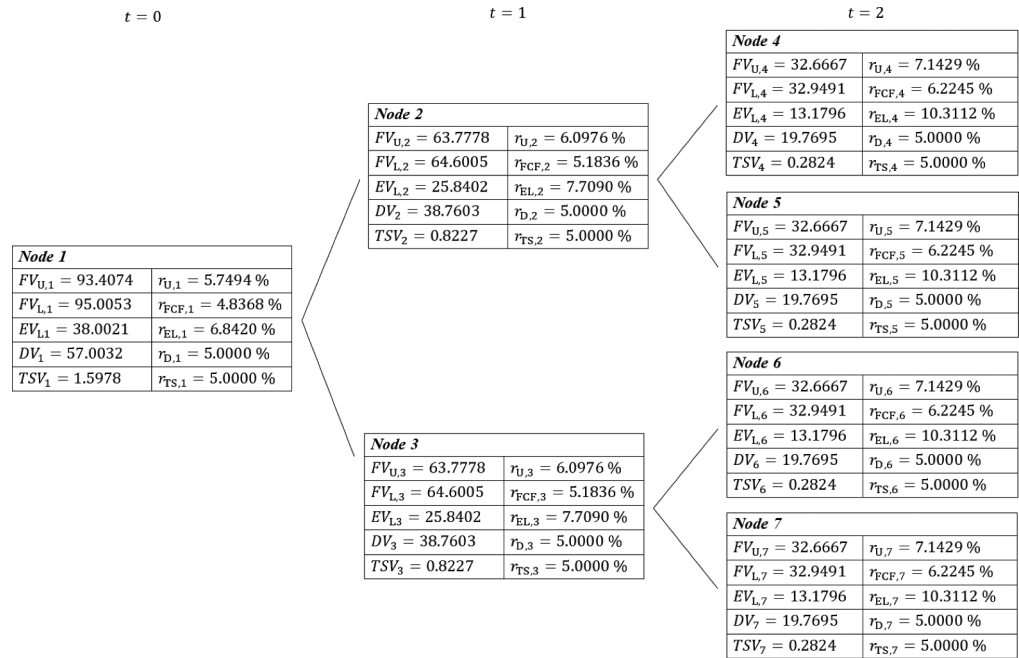 t = 0
t = 1
t = 2
Node 1
FV_U,1 = 93.4074 r_U,1 = 5.7494 %
FV_L,1 = 95.0053 r_FCF,1 = 4.8368 %
EV_L1 = 38.0021 r_EL,1 = 6.8420 %
DV_1 = 57.0032 r_D,1 = 5.0000 %
TSV_1 = 1.5978 r_TS,1 = 5.0000 %
Node 2
FV_U,2 = 63.7778 r_U,2 = 6.0976 %
FV_L,2 = 64.6005 r_FCF,2 = 5.1836 %
EV_L,2 = 25.8402 r_EL,2 = 7.7090 %
DV_2 = 38.7603 r_D,2 = 5.0000 %
TSV_2 = 0.8227 r_TS,2 = 5.0000 %
Node 3
FV_U,3 = 63.7778 r_U,3 = 6.0976 %
FV_L,3 = 64.6005 r_FCF,3 = 5.1836 %
EV_L3 = 25.8402 r_EL,3 = 7.7090 %
DV_3 = 38.7603 r_D,3 = 5.0000 %
TSV_3 = 0.8227 r_TS,3 = 5.0000 %
Node 4
FV_U,4 = 32.6667 r_U,4 = 7.1429 %
FV_L,4 = 32.9491 r_FCF,4 = 6.2245 %
EV_L,4 = 13.1796 r_EL,4 = 10.3112 %
DV_4 = 19.7695 r_D,4 = 5.0000 %
TSV_4 = 0.2824 r_TS,4 = 5.0000 %
Node 5
FV_U,5 = 32.6667 r_U,5 = 7.1429 %
FV_L,5 = 32.9491 r_FCF,5 = 6.2245 %
EV_L,5 = 13.1796 r_EL,5 = 10.3112 %
DV_5 = 19.7695 r_D,5 = 5.0000 %
TSV_5 = 0.2824 r_TS,5 = 5.0000 %
Node 6
FV_U,6 = 32.6667 r_U,6 = 7.1429 %
FV_L,6 = 32.9491 r_FCF,6 = 6.2245 %
EV_L,6 = 13.1796 r_EL,6 = 10.3112 %
DV_6 = 19.7695 r_D,6 = 5.0000 %
TSV_6 = 0.2824 r_TS,6 = 5.0000 %
Node 7
FV_U,7 = 32.6667 r_U,7 = 7.1429 %
FV_L,7 = 32.9491 r_FCF,7 = 6.2245 %
EV_L,7 = 13.1796 r_EL,7 = 10.3112 %
DV_7 = 19.7695 r_D,7 = 5.0000 %
TSV_7 = 0.2824 r_TS,7 = 5.0000 %